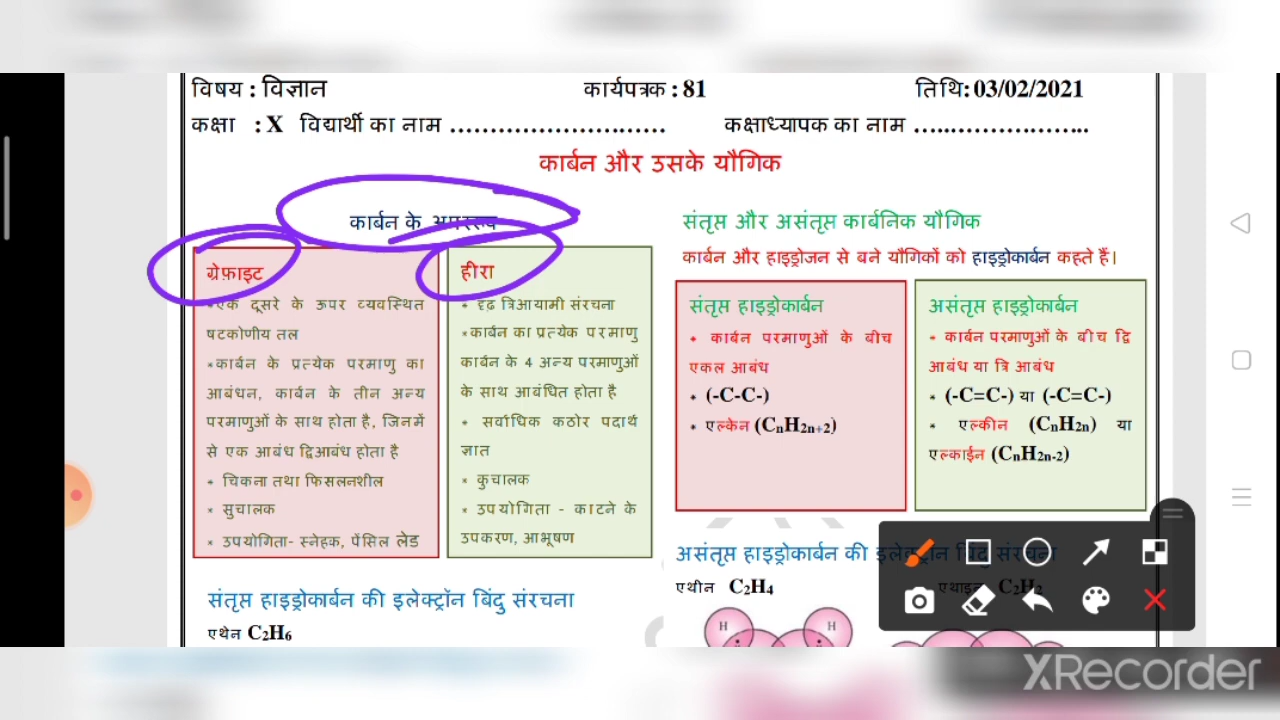 विषय : विज्ञान
कार्यपत्रक : 81
तिथि: 03/02/2021
कक्षा : X विद्यार्थी का नाम ............................
कक्षाध्यापक का नाम ......................
कार्बन और उसके यौगिक
कार्बन के अपररूप
ग्रेफ़ाइट
*एक दूसरे के ऊपर व्यवस्थित
षटकोणीय तल
*कार्बन के प्रत्येक परमाणु का
आबंधन, कार्बन के तीन अन्य
परमाणुओं के साथ होता है, जिनमें
से एक आबंध द्विआबंध होता है
* चिकना तथा फिसलनशील
* सुचालक
* उपयोगिता- स्नेहक, पेंसिल लेड
हीरा
* दृढ़ त्रिआयामी संरचना
*कार्बन का प्रत्येक परमाणु
कार्बन के 4 अन्य परमाणुओं
के साथ आबंधित होता है
* सर्वाधिक कठोर पदार्थ
ज्ञात
* कुचालक
* उपयोगिता - काटने के
उपकरण, आभूषण
संतृप्त हाइड्रोकार्बन की इलेक्ट्रॉन बिंदु संरचना
एथेन C2H6
संतृप्त और असंतृप्त कार्बनिक यौगिक
कार्बन और हाइड्रोजन से बने यौगिकों को हाइड्रोकार्बन कहते हैं।
संतृप्त हाइड्रोकार्बन
* कार्बन परमाणुओं के बीच
एकल आबंध
* (-C-C-)
* एल्केन (CnH2n+2)
असंतृप्त हाइड्रोकार्बन
* कार्बन परमाणुओं के बीच द्वि
आबंध या त्रि आबंध
* (-C=C-) या (-C=C-)
* एल्कीन (CnH2n) या
एल्काईन (CnH2n-2)
असंतृप्त हाइड्रोकार्बन की इलेक्ट्रॉन बिंदु संरचना
एथीन C2H4
एथाइन C2H2
H H
XRecorder